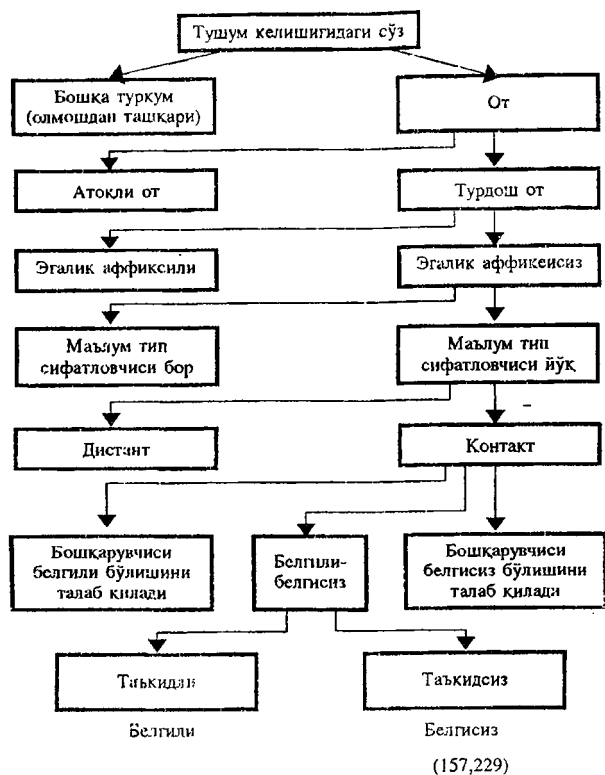 Тушум келишигидаги сўз
Бошқа туркум
(олмошдан ташқари)
От
Атоқли от
Турдош от
Эгалик аффиксили
Эгалик аффиксисиз
Маълум тип
сифатловчиси бор
Маълум тип
сифатловчиси йўқ
Дистант
Контакт
Бошқарувчиси
белгили бўлишини
талаб қилади
Белгили-
белгисиз
Бошқарувчиси
белгисиз бўлишини
талаб қилади
Таъкидли
Таъкидсиз
Белгили
Белгисиз
(157,229)